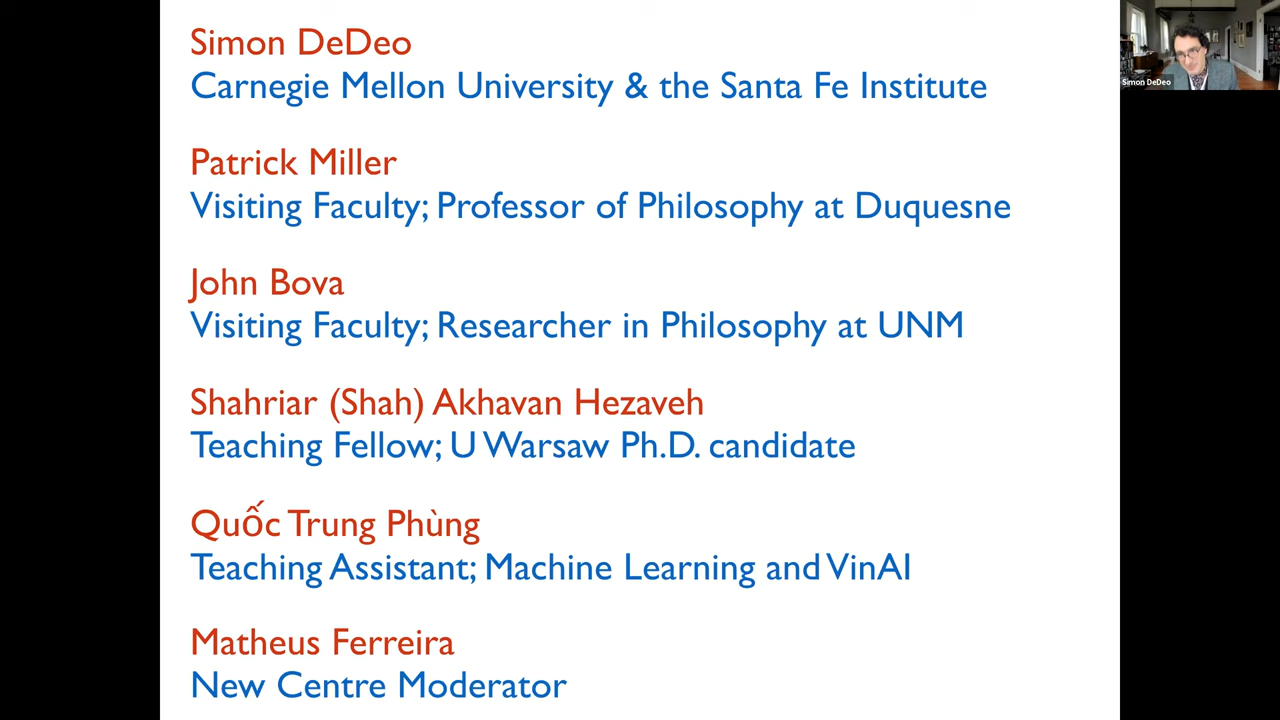 Simon DeDeo
Carnegie Mellon University & the Santa Fe Institute
Patrick Miller
Visiting Faculty; Professor of Philosophy at Duquesne
John Bova
Visiting Faculty; Researcher in Philosophy at UNM
Shahriar (Shah) Akhavan Hezaveh
Teaching Fellow; U Warsaw Ph.D. candidate
Quốc Trung Phùng
Teaching Assistant; Machine Learning and VinAI
Matheus Ferreira
New Centre Moderator
Simon DeDeo